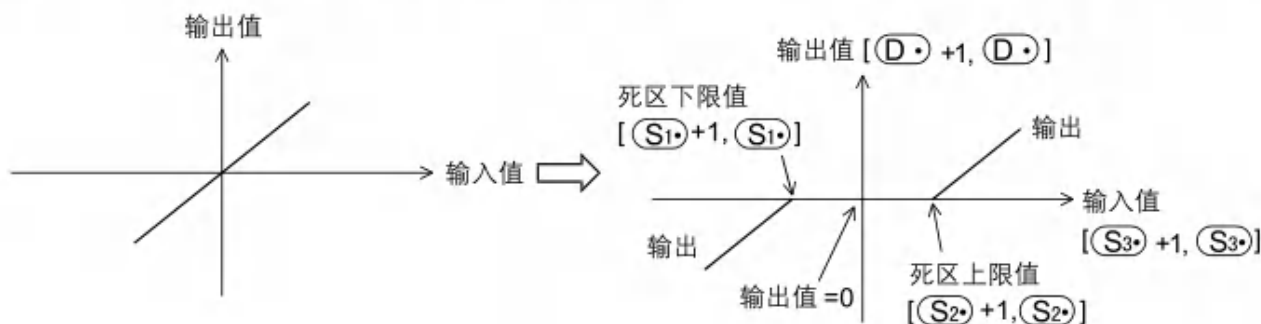 输出值
输入值
输出值 [(D·) +1, (D·)]
死区下限值
[(S1·)+1, (S1·)]
输出
输入值
[(S3·) +1, (S3·)]
输出
输出值 =0
死区上限值
[(S2·) +1,(S2·)]